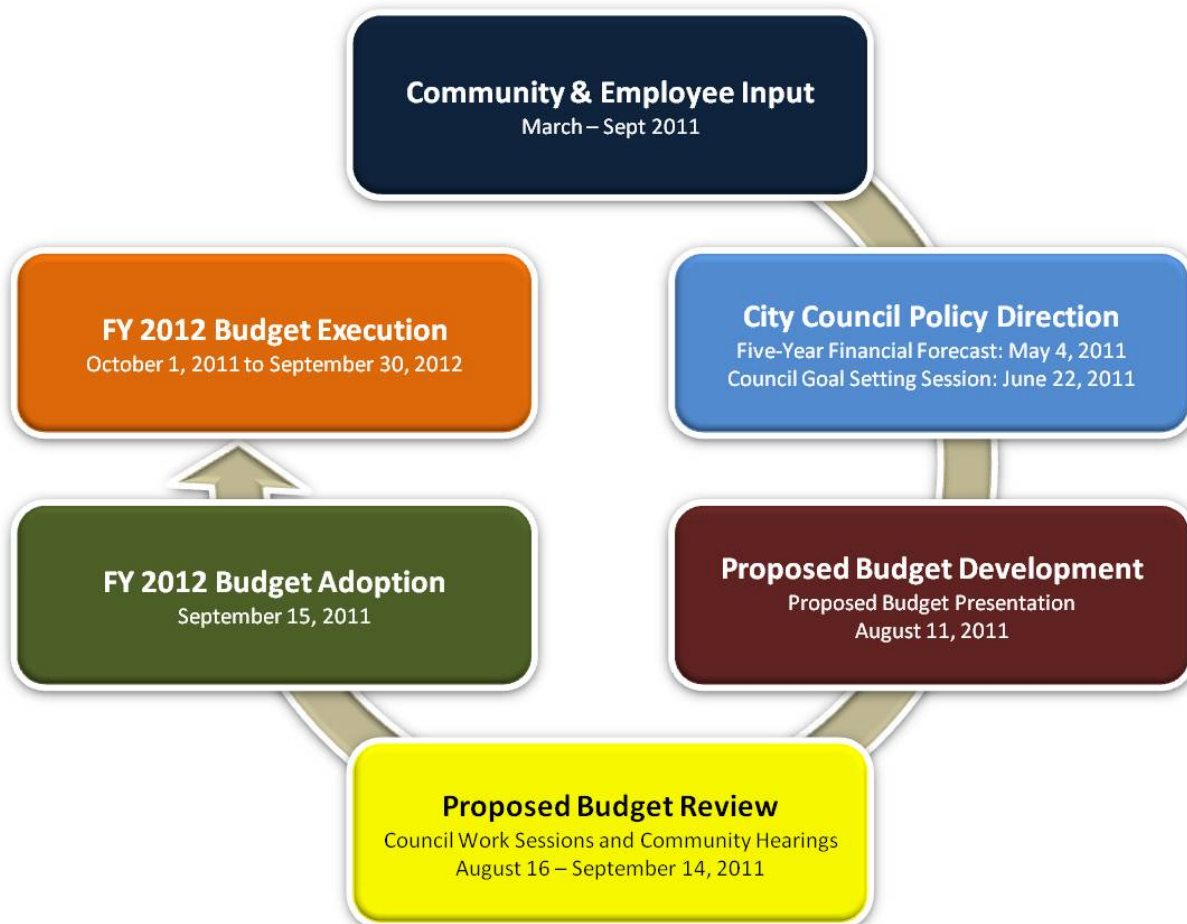 Community & Employee Input
March – Sept 2011
City Council Policy Direction
Five-Year Financial Forecast: May 4, 2011
Council Goal Setting Session: June 22, 2011
Proposed Budget Development
Proposed Budget Presentation
August 11, 2011
Proposed Budget Review
Council Work Sessions and Community Hearings
August 16 – September 14, 2011
FY 2012 Budget Adoption
September 15, 2011
FY 2012 Budget Execution
October 1, 2011 to September 30, 2012